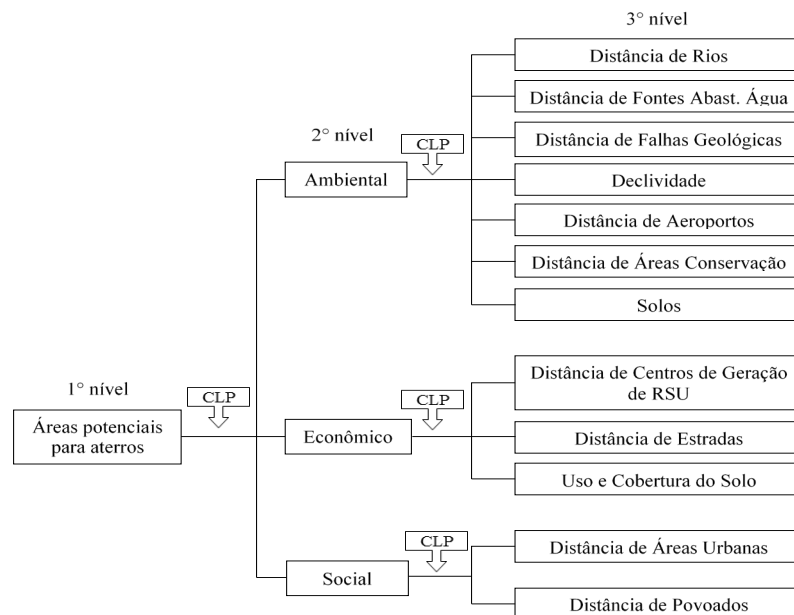 3° nível
Distância de Rios
Distância de Fontes Abast. Água
2° nível
CLP
Distância de Falhas Geológicas
Ambiental
Declividade
Distância de Aeroportos
Distância de Áreas Conservação
Solos
1° nível
CLP
CLP
Distância de Centros de Geração
de RSU
Áreas potenciais
para aterros
Econômico
Distância de Estradas
Uso e Cobertura do Solo
CLP
Distância de Áreas Urbanas
Social
Distância de Povoados